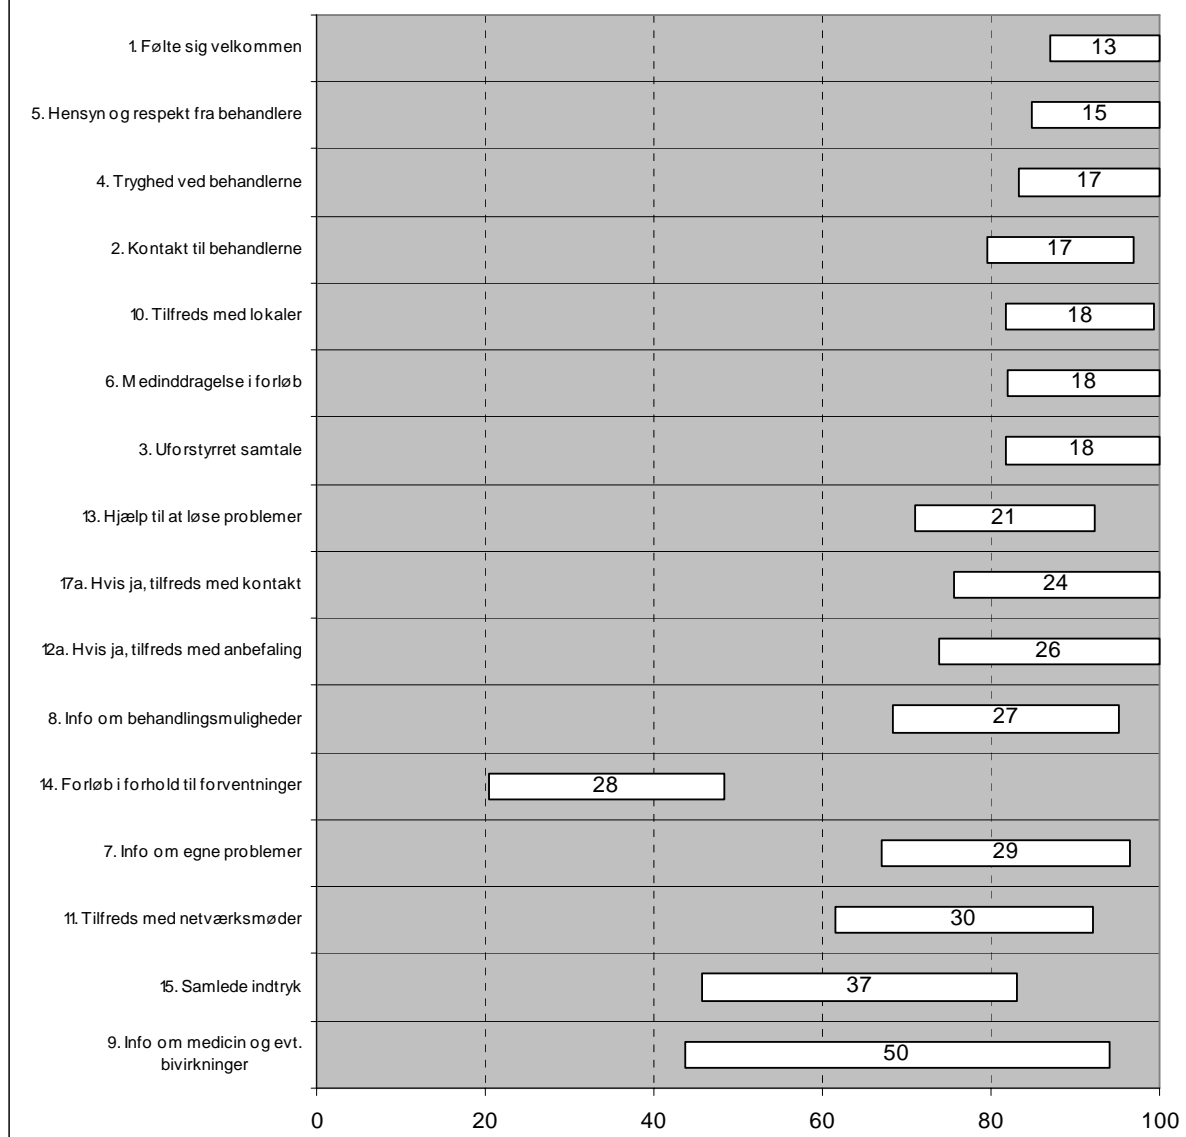 1. Følte sig velkommen
13
5. Hensyn og respekt fra behandlere
15
4. Tryghed ved behandlerne
17
2. Kontakt til behandlerne
17
10. Tilfreds med lokaler
18
6. Medinddragelse i forløb
18
3. Uforstyrret samtale
18
13. Hjælp til at løse problemer
21
17a. Hvis ja, tilfreds med kontakt
24
12a. Hvis ja, tilfreds med anbefaling
26
8. Info om behandlingsmuligheder
27
14. Forløb i forhold til forventninger
28
7. Info om egne problemer
29
11. Tilfreds med netværksmøder
30
15. Samlede indtryk
37
9. Info om medicin og evt.
bivirkninger
50
0 20 40 60 80 100